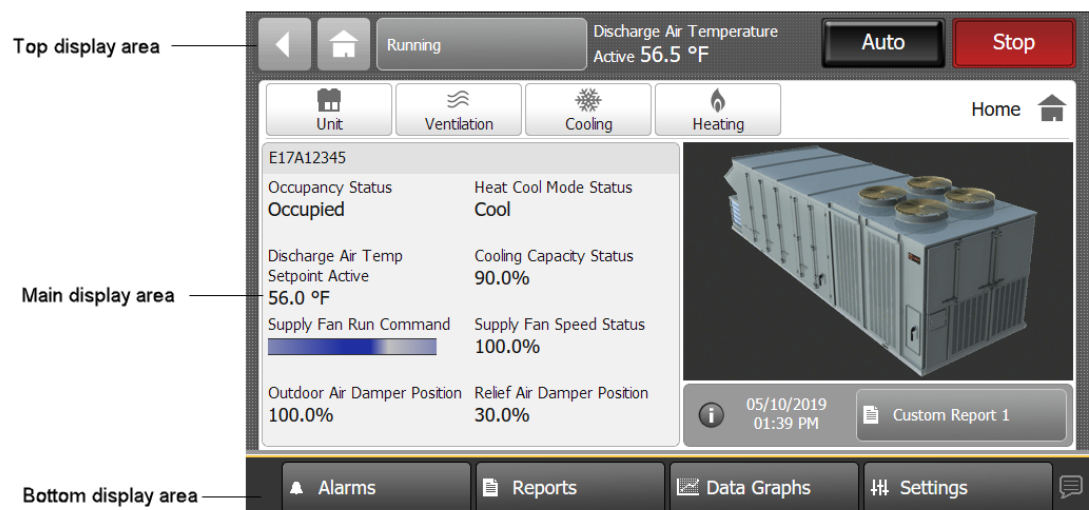 Top display area
Running
Discharge Air Temperature
Active 56.5 °F
Auto
Stop
Unit
Ventilation
Cooling
Heating
Home
E17A12345
Occupancy Status
Occupied
Heat Cool Mode Status
Cool
Main display area
Discharge Air Temp
Setpoint Active
56.0 °F
Cooling Capacity Status
90.0%
Supply Fan Run Command
Supply Fan Speed Status
100.0%
Outdoor Air Damper Position
100.0%
Relief Air Damper Position
30.0%
05/10/2019
01:39 PM
Custom Report 1
Bottom display area
Alarms
Reports
Data Graphs
Settings